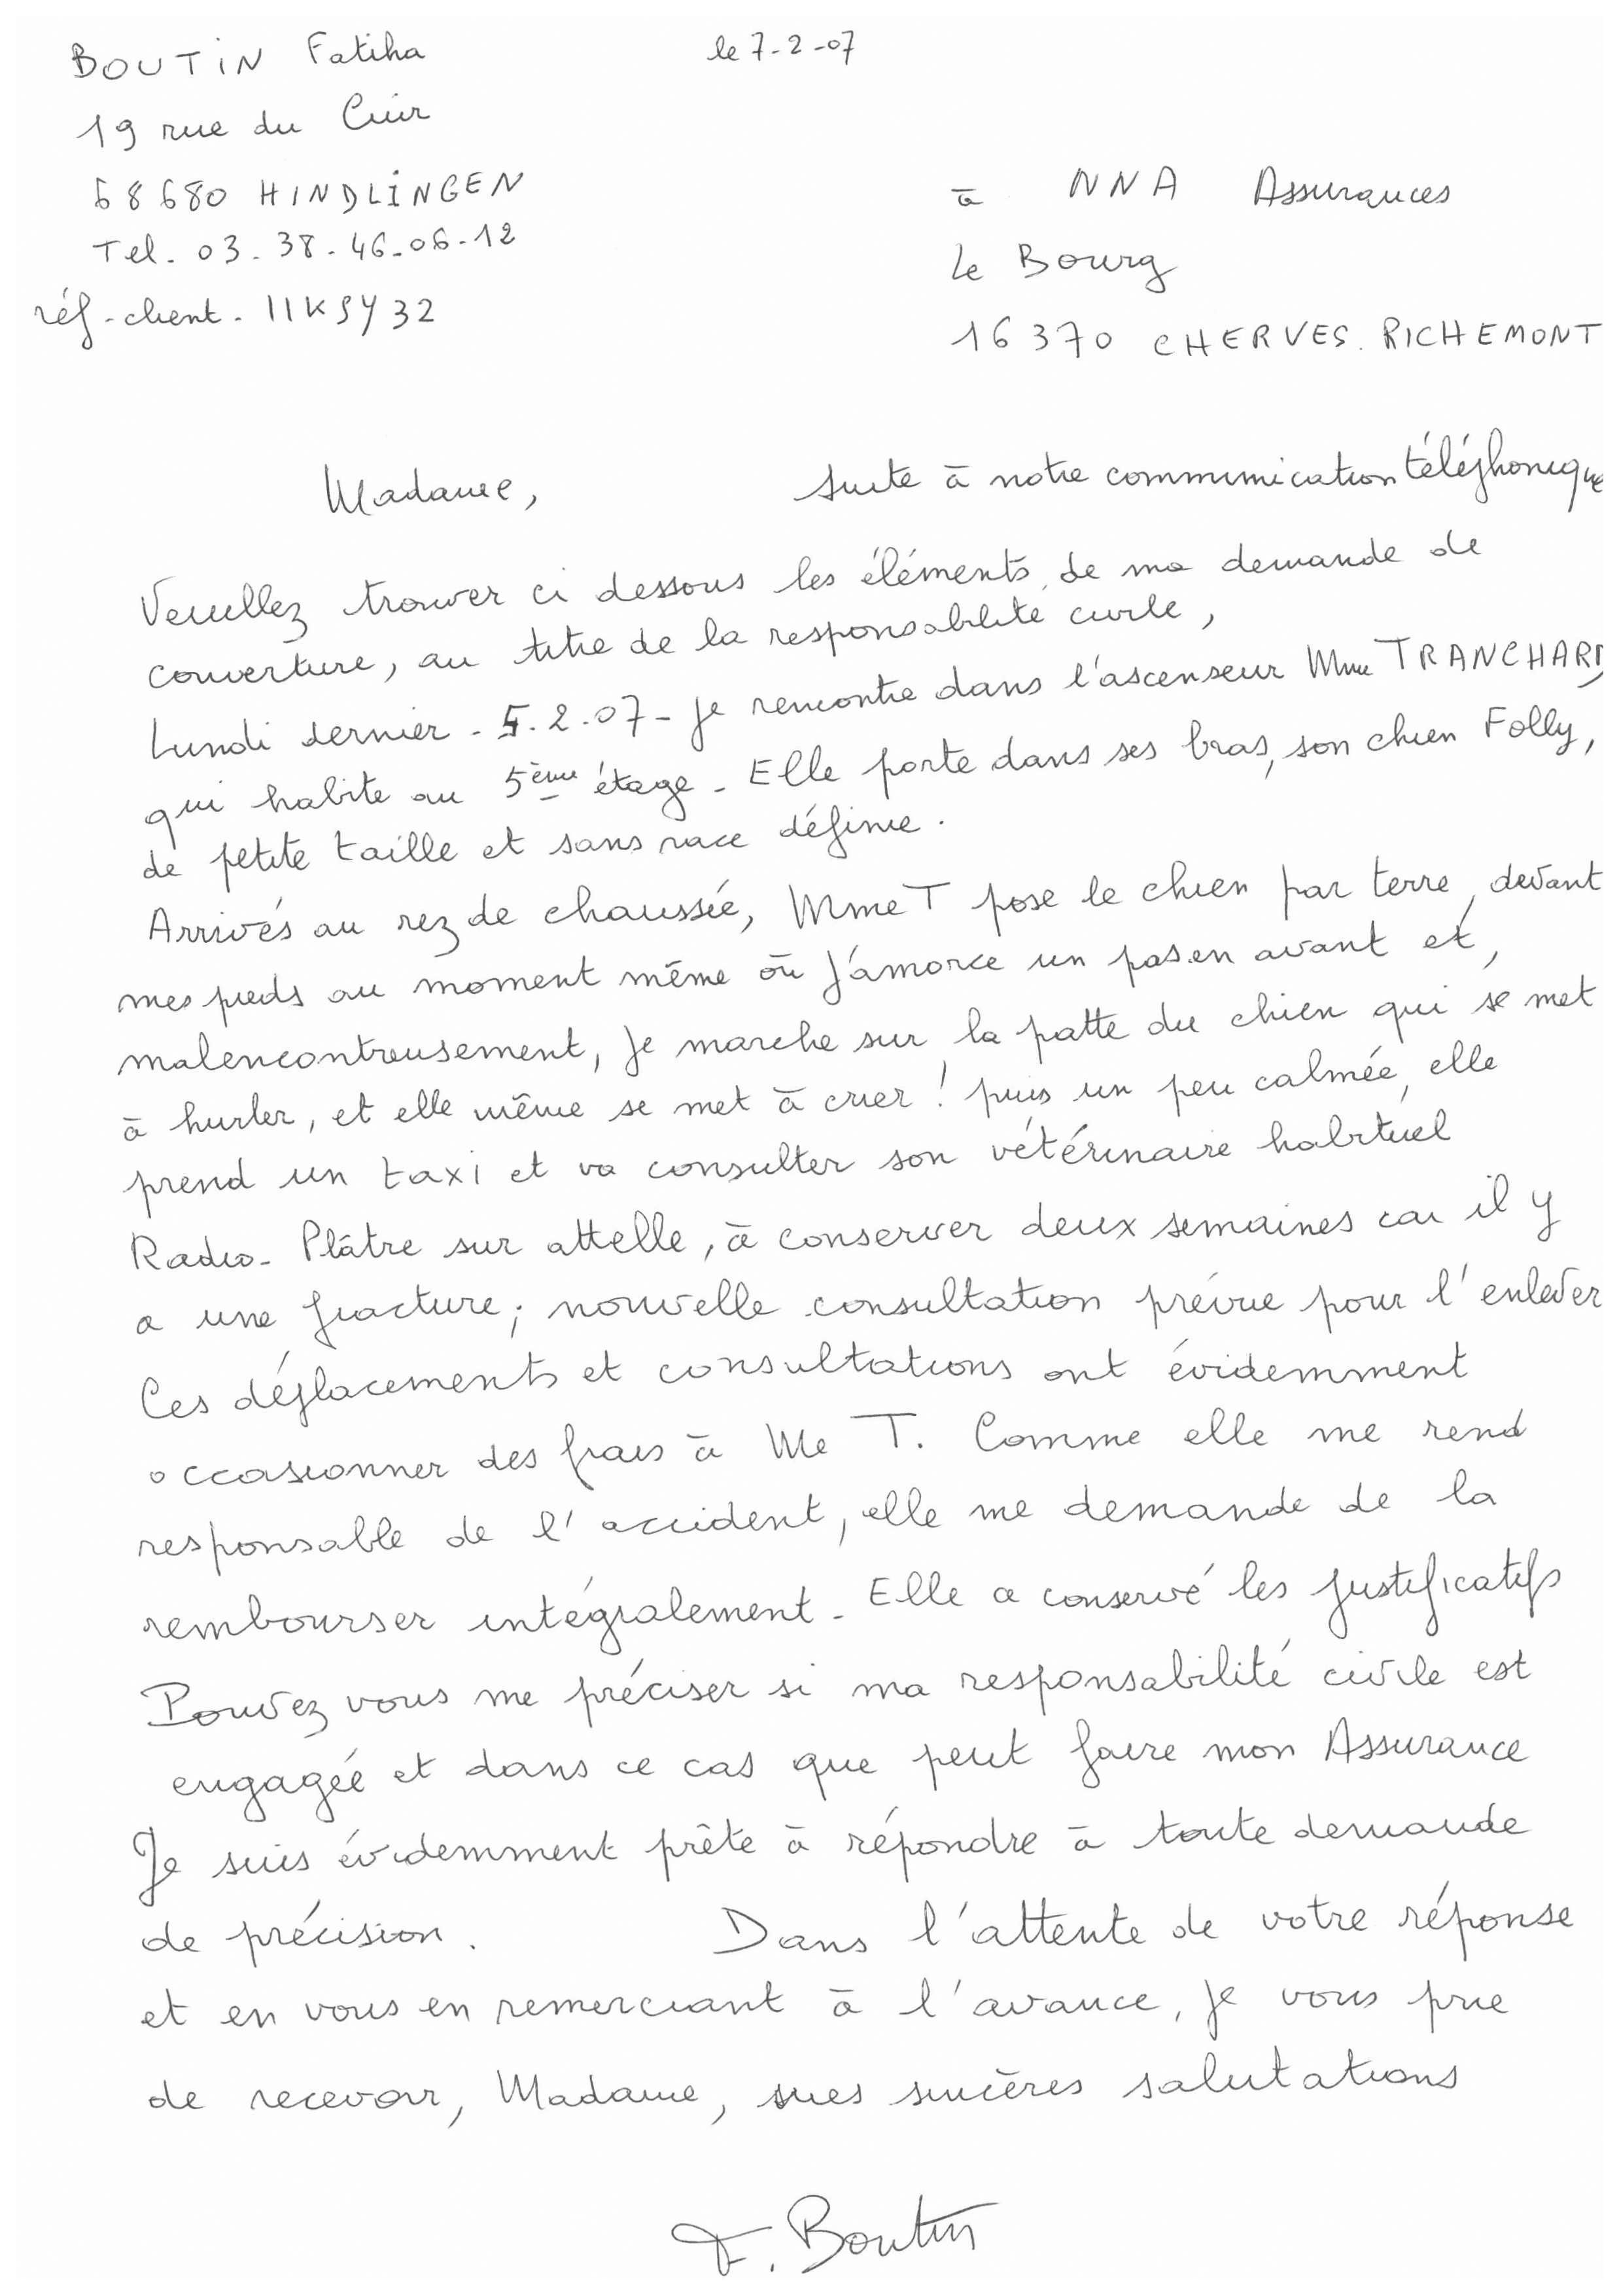 BOUTIN Fatiha
le 7-2-07
19 rue du Cuir
68680 HINDLINGEN
Tel. 03.38.46.06.12
réf-client. IIKSY32
à NNA Assurances
Le Bourg
16370 CHERVES.RICHEMONT
Madame,
Suite à notre communication téléphonique
Veuillez trouver ci dessous les éléments de ma demande de
couverture, au titre de la responsabilité civile,
Lundi dernier - 5.2.07 - je rencontre dans l'ascenseur Mme TRANCHARD,
qui habite au 5ème étage. Elle porte dans ses bras, son chien Folly,
de petite taille et sans race définie.
Arrivés au rez de chaussée, Mme T pose le chien par terre, devant
mes pieds au moment même où j'amorce un pas en avant et,
malencontreusement, je marche sur la patte du chien qui se met
à hurler, et elle même se met à crier ! puis un peu calmée, elle
prend un taxi et va consulter son vétérinaire habituel
Radio - Plâtre sur attelle, à conserver deux semaines car il y
a une fracture ; nouvelle consultation prévue pour l'enlever
Ces déplacements et consultations ont évidemment
occasionner des frais à Me T. Comme elle me rend
responsable de l'accident, elle me demande de la
rembourser intégralement - Elle a conservé les justificatifs
Pouvez vous me préciser si ma responsabilité civile est
engagée et dans ce cas que peut faire mon Assurance
Je suis évidemment prête à répondre à toute demande
de précision. Dans l'attente de votre réponse
et en vous en remerciant à l'avance, je vous prie
de recevoir, Madame, mes sincères salutations
F. Boutin